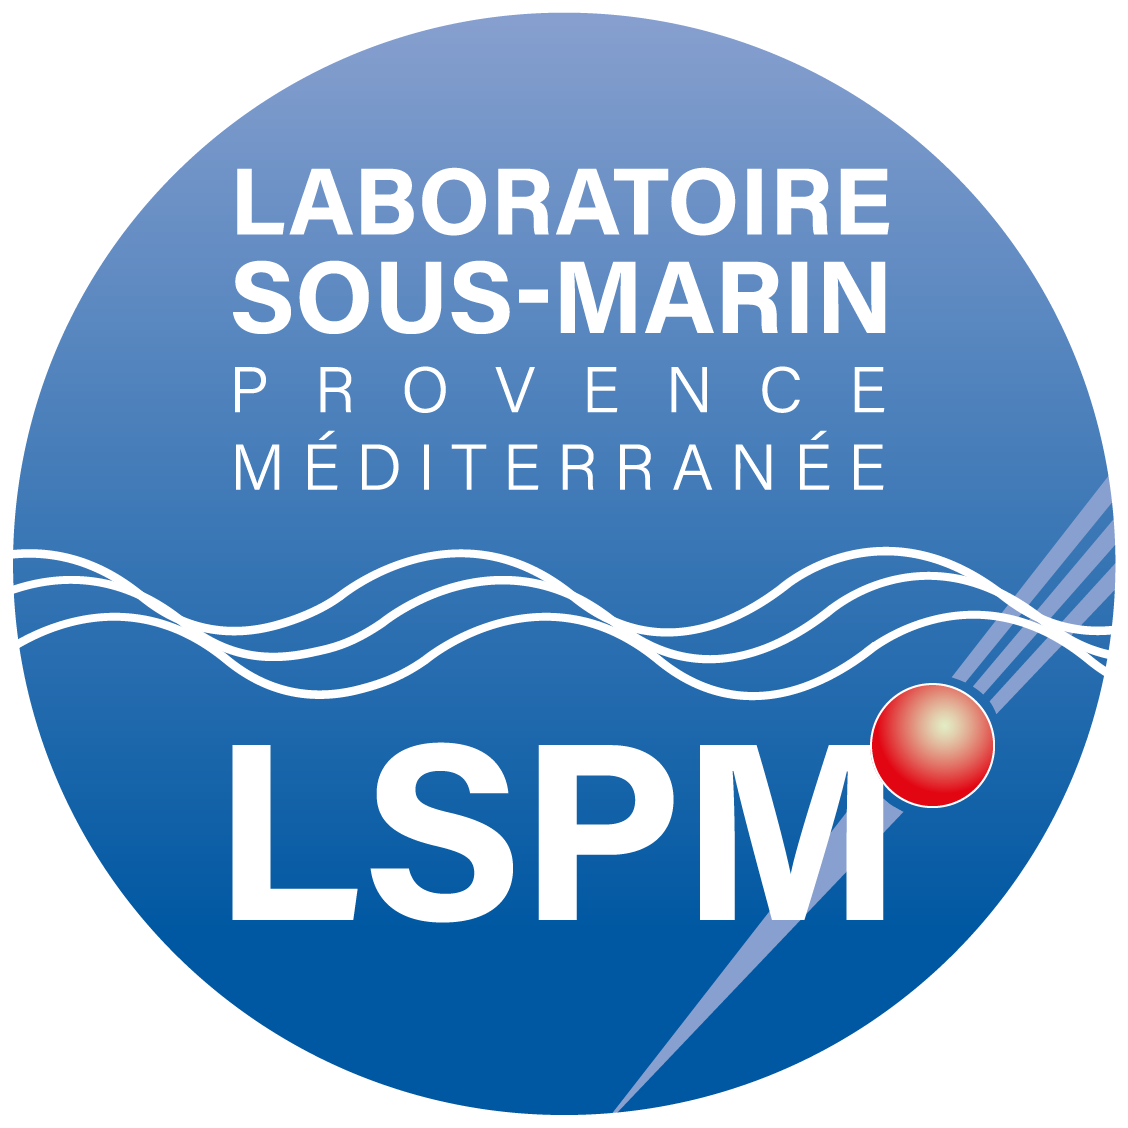 LABORATOIRE
SOUS-MARIN
PROVENCE
MÉDITERRANÉE
LSPM